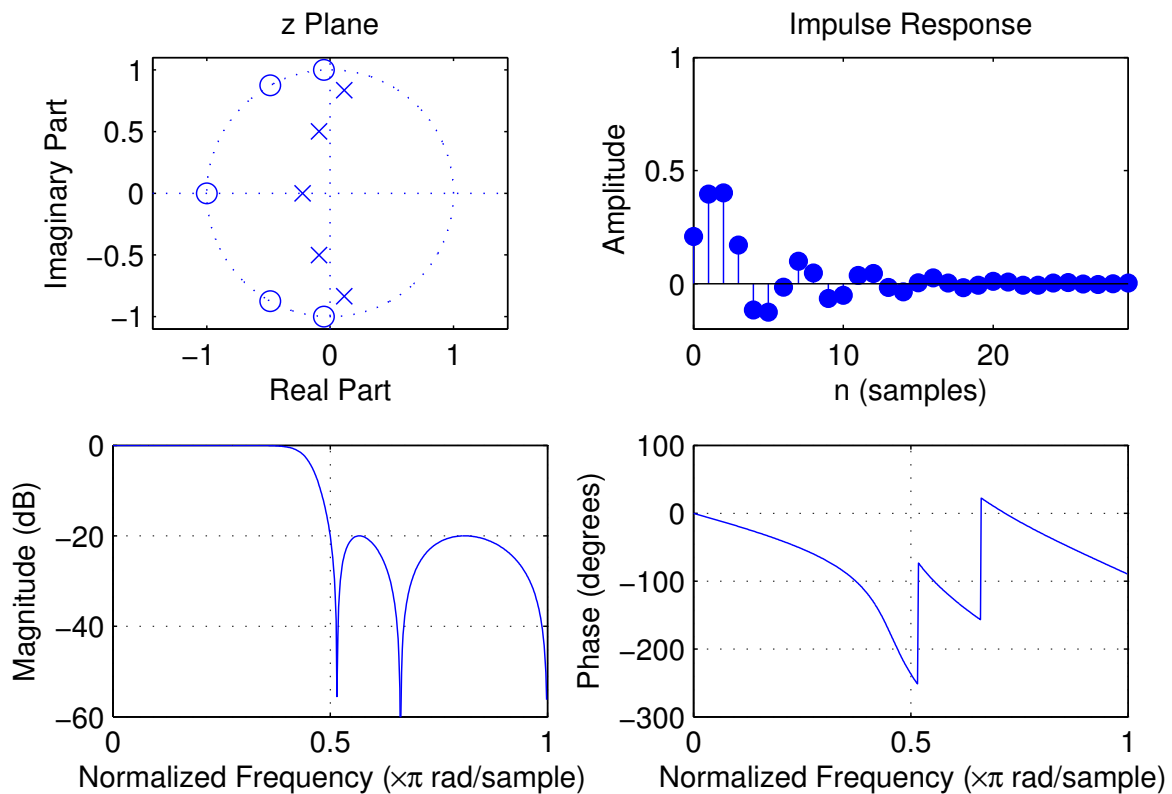 z Plane
1
0.5
0
−0.5
−1
Imaginary Part
−1
0
1
Real Part
Impulse Response
1
0.5
0
Amplitude
0
10
20
n (samples)
0
−20
−40
−60
Magnitude (dB)
0
0.5
1
Normalized Frequency (×π rad/sample)
100
0
−100
−200
−300
Phase (degrees)
0
0.5
1
Normalized Frequency (×π rad/sample)